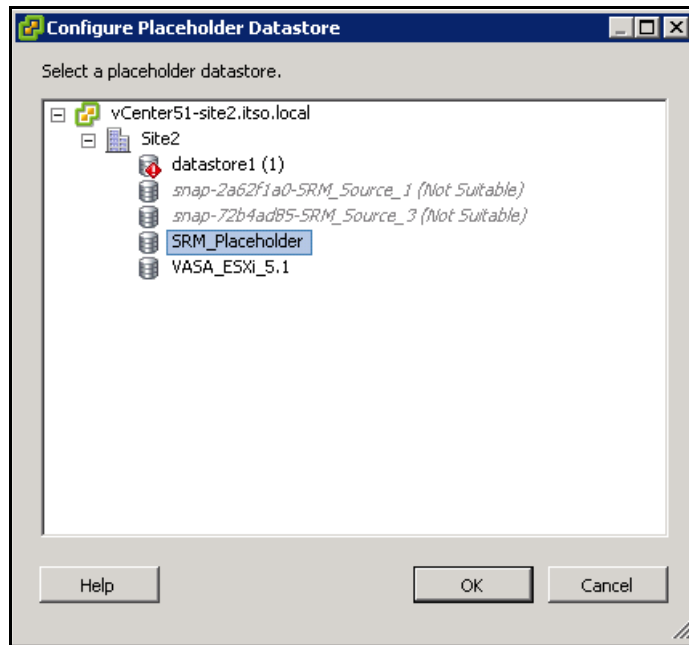 Configure Placeholder Datastore
Select a placeholder datastore.
vCenter51-site2.itso.local
Site2
datastore1 (1)
snap-2a62f1a0-SRM_Source_1 (Not Suitable)
snap-72b4ad85-SRM_Source_3 (Not Suitable)
SRM_Placeholder
VASA_ESXi_5.1
Help OK Cancel